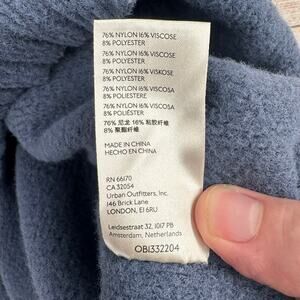 76% NYLON 16% VISCOSE
8% POLYESTER
76% NYLON 16% VISCOSE
8% POLYESTER
76% NYLON 16% VISKOSE
8% POLYESTER
76% NYLON 16% VISCOSA
8% POLIESTERE
76% NYLON 16% VISCOSA
8% POLIÉSTER
76% 尼龙 16% 粘胶纤维
8% 聚酯纤维
MADE IN CHINA
HECHO EN CHINA
RN 66170
CA 32054
Urban Outfitters, Inc.
146 Brick Lane
LONDON, E1 6RU
Leidsestraat 32, 1017 PB
Amsterdam, Netherlands
OB1332204